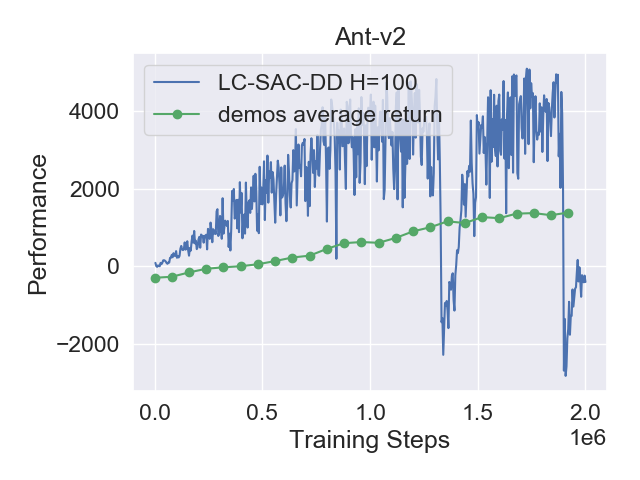 Ant-v2
LC-SAC-DD H=100
demos average return
Performance
4000
2000
0
−2000
0.0
0.5
1.0
1.5
2.0
1e6
Training Steps